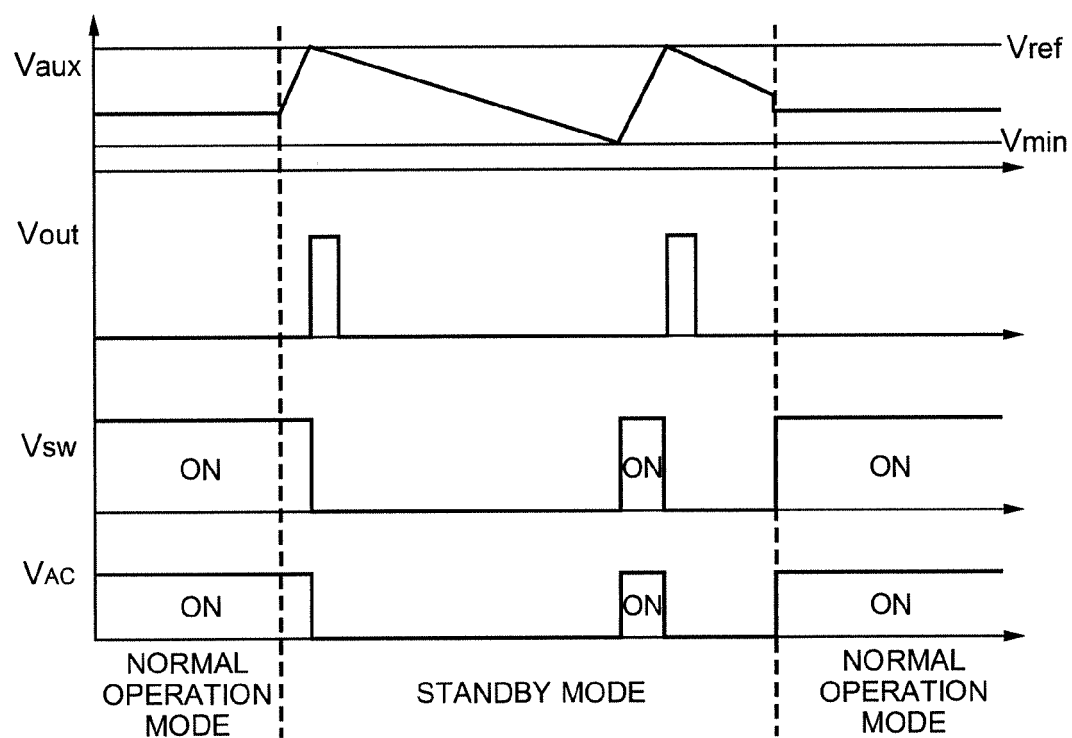 Vaux
Vref
Vmin
Vout
Vsw
ON
ON
ON
VAC
ON
ON
ON
NORMAL
OPERATION
MODE
STANDBY MODE
NORMAL
OPERATION
MODE